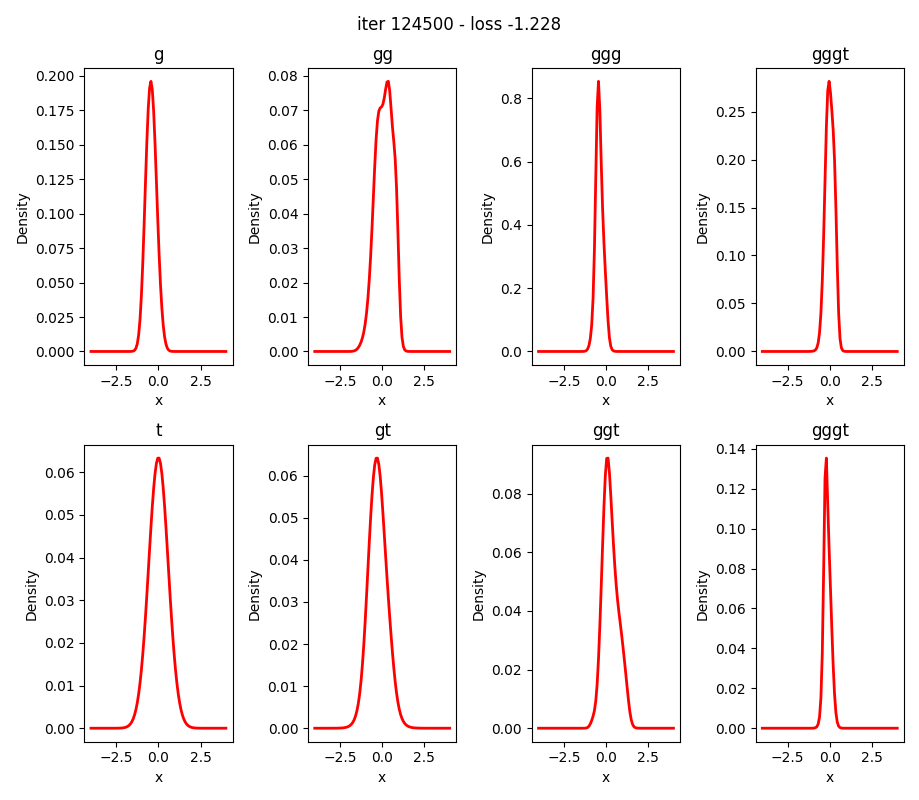 iter 124500 - loss -1.228
g
gg
ggg
gggt
0.200
0.175
0.150
0.125
0.100
0.075
0.050
0.025
0.000
Density
−2.5 0.0 2.5
x
0.08
0.07
0.06
0.05
0.04
0.03
0.02
0.01
0.00
Density
−2.5 0.0 2.5
x
0.8
0.6
0.4
0.2
0.0
Density
−2.5 0.0 2.5
x
0.25
0.20
0.15
0.10
0.05
0.00
Density
−2.5 0.0 2.5
x
t
gt
ggt
gggt
0.06
0.05
0.04
0.03
0.02
0.01
0.00
Density
−2.5 0.0 2.5
x
0.06
0.05
0.04
0.03
0.02
0.01
0.00
Density
−2.5 0.0 2.5
x
0.08
0.06
0.04
0.02
0.00
Density
−2.5 0.0 2.5
x
0.14
0.12
0.10
0.08
0.06
0.04
0.02
0.00
Density
−2.5 0.0 2.5
x